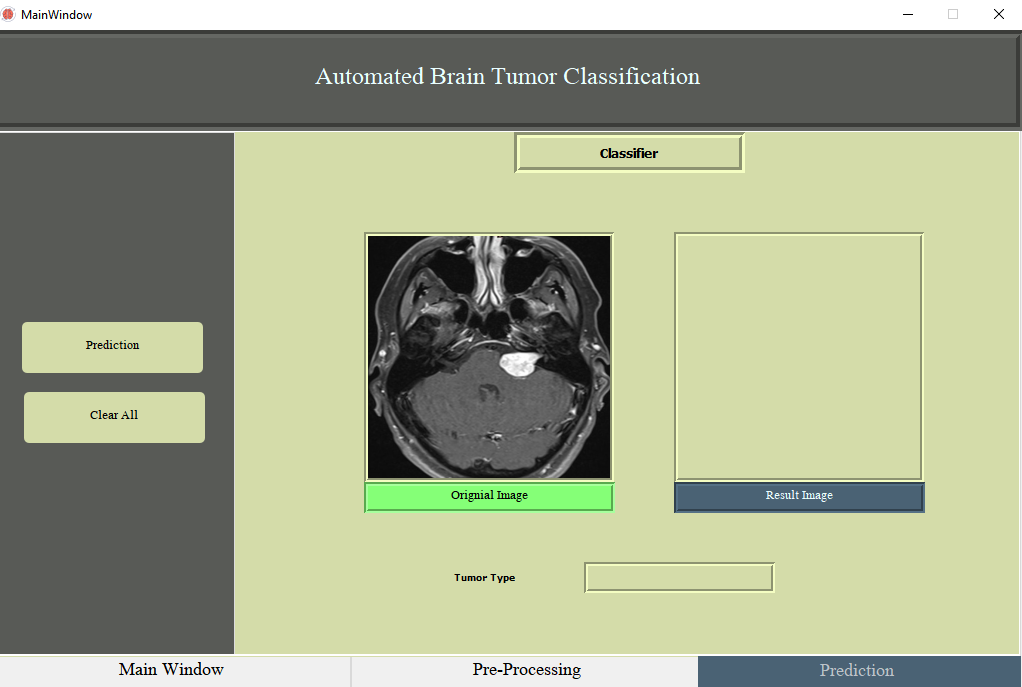 MainWindow
Automated Brain Tumor Classification
Classifier
Prediction
Clear All
Orignial Image
Result Image
Tumor Type
Main Window
Pre-Processing
Prediction